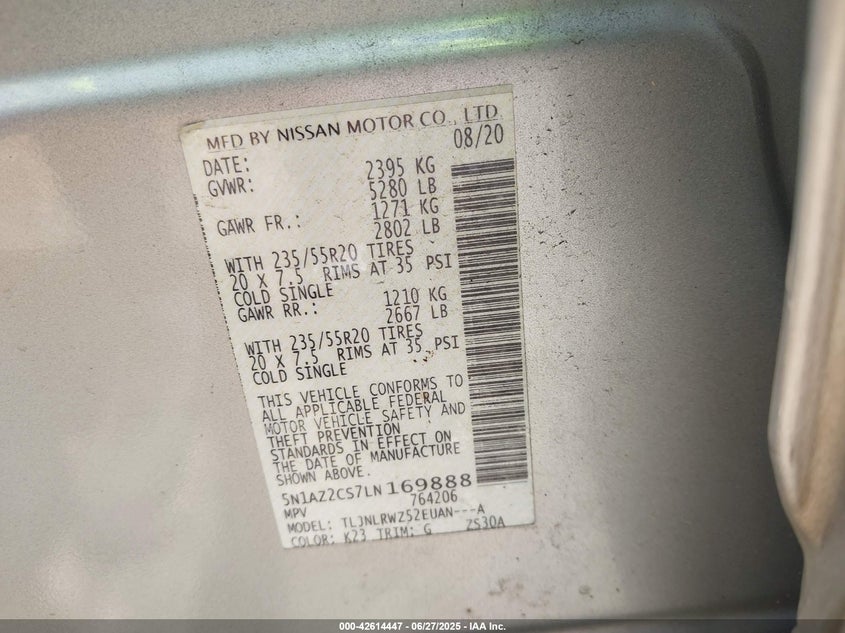 MFD BY NISSAN MOTOR CO., LTD
DATE: 08/20
GVWR: 2395 KG
5280 LB
GAWR FR.: 1271 KG
2802 LB
WITH 235/55R20 TIRES
20 X 7.5 RIMS AT 35 PSI
COLD SINGLE
GAWR RR.: 1210 KG
2667 LB
WITH 235/55R20 TIRES
20 X 7.5 RIMS AT 35 PSI
COLD SINGLE
THIS VEHICLE CONFORMS TO
ALL APPLICABLE FEDERAL
MOTOR VEHICLE SAFETY AND
THEFT PREVENTION
STANDARDS IN EFFECT ON
THE DATE OF MANUFACTURE
SHOWN ABOVE.
5N1AZ2CS7LN169888
MPV 764206
MODEL: TLJNLRWZ52EUAN---A
COLOR: K23 TRIM: G ZS30A
000-42614447 - 06/27/2025 - IAA Inc.